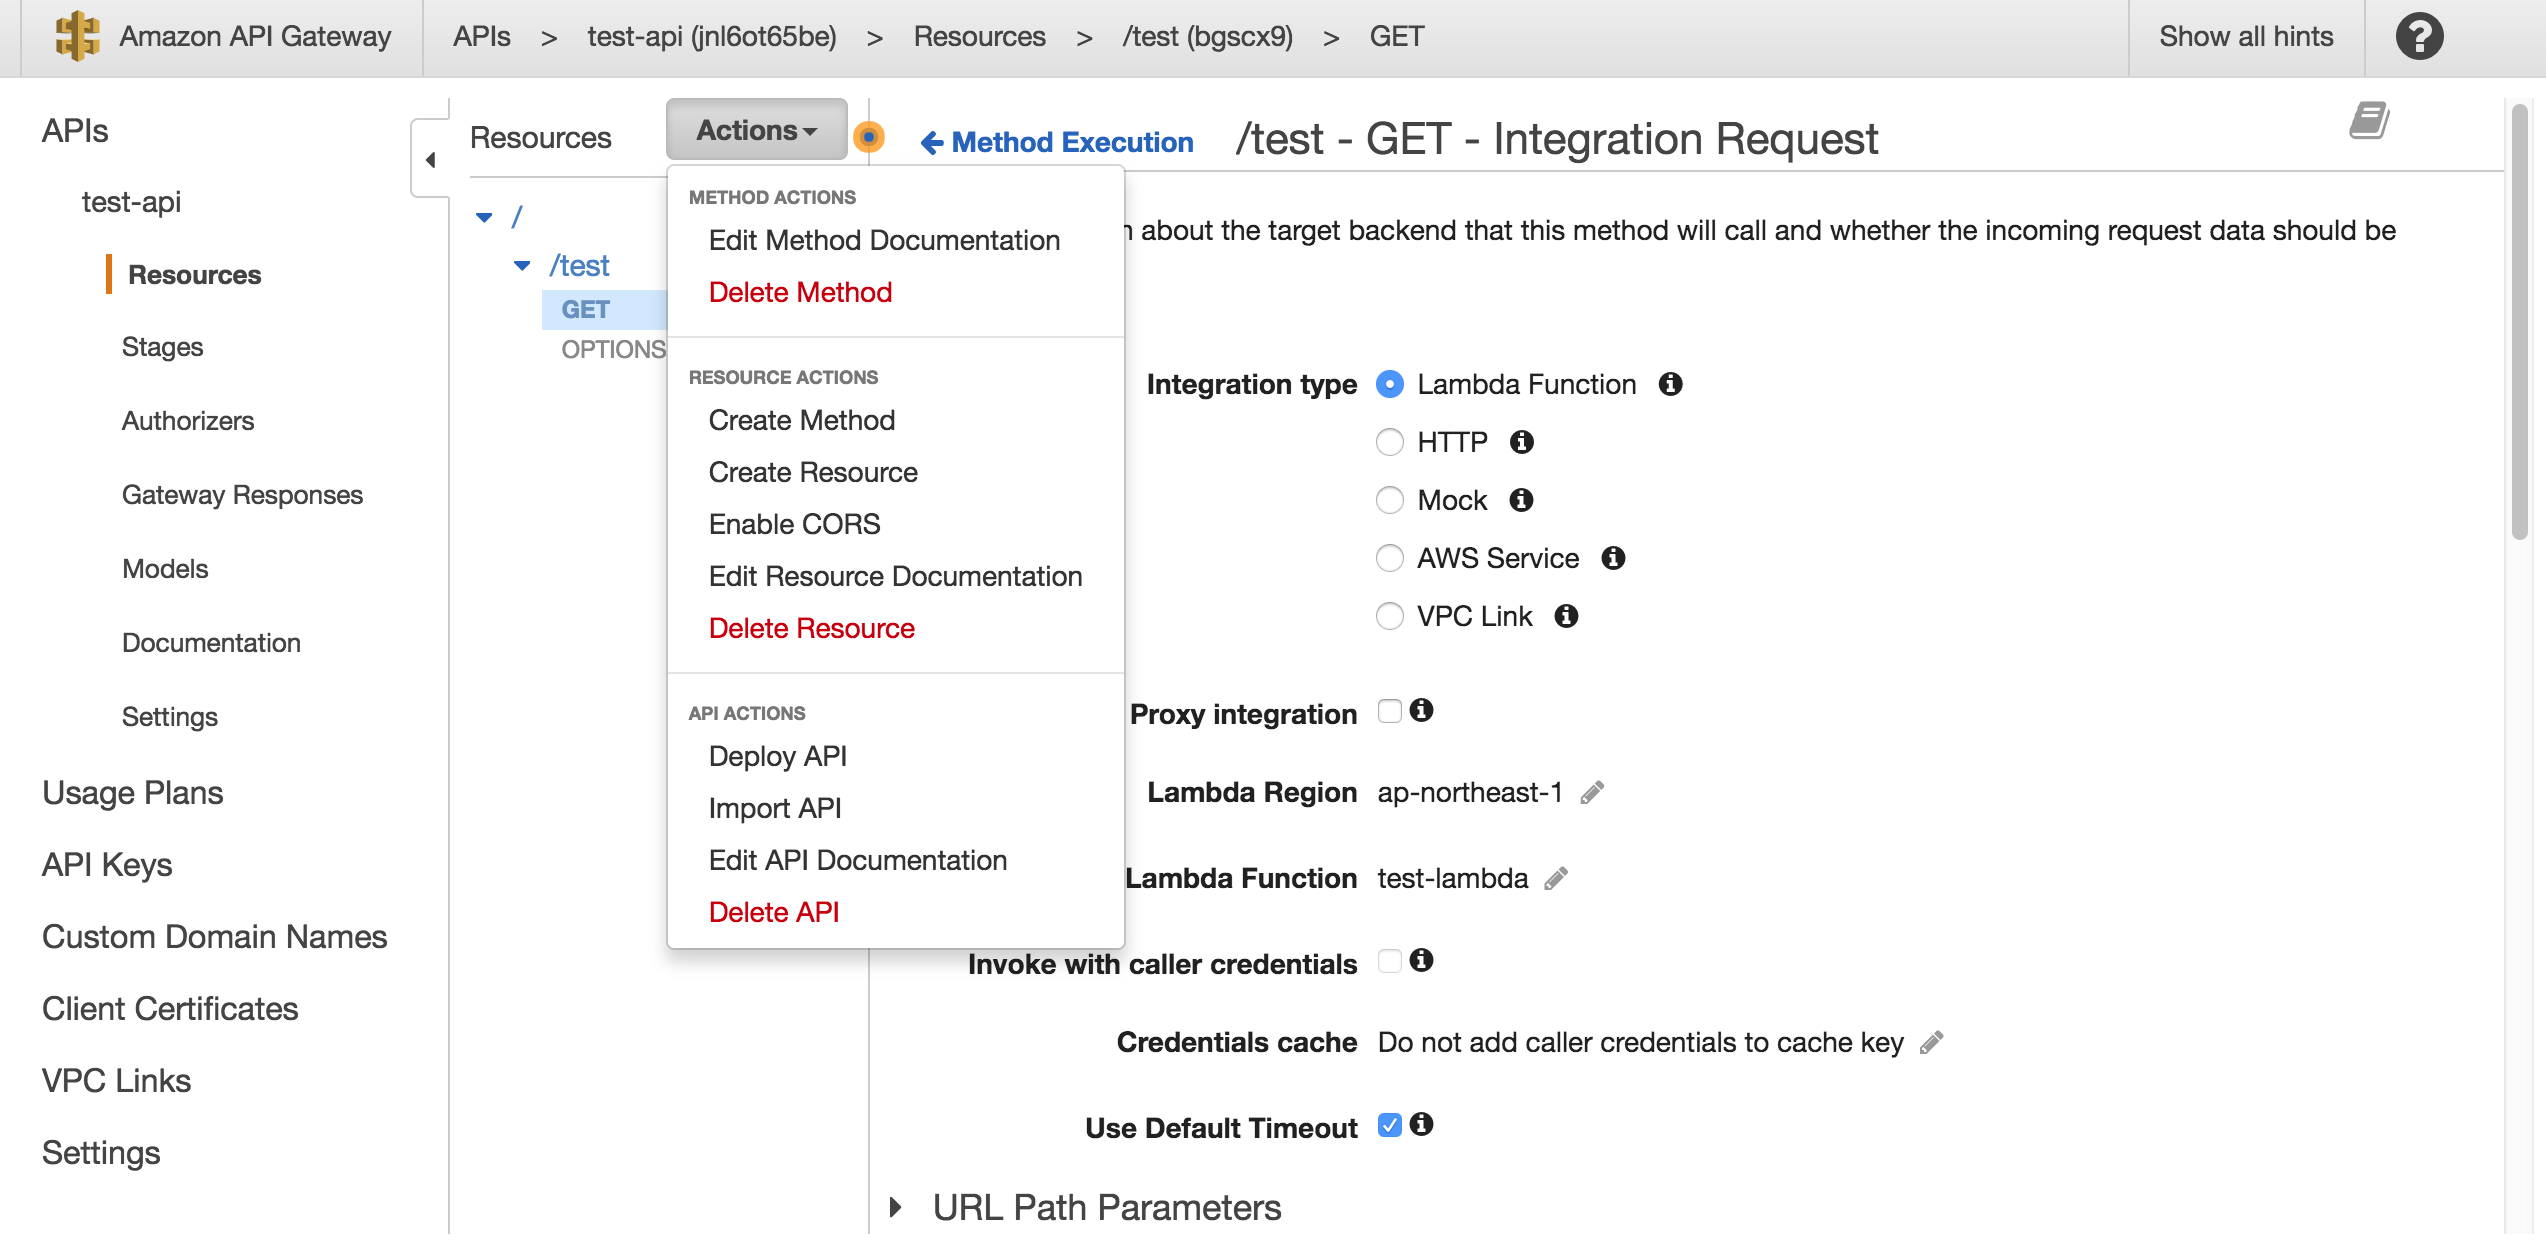 Amazon API Gateway
APIs > test-api (jnl6ot65be) > Resources > /test (bgscx9) > GET
Show all hints
?
APIs
test-api
Resources
Stages
Authorizers
Gateway Responses
Models
Documentation
Settings
Usage Plans
API Keys
Custom Domain Names
Client Certificates
VPC Links
Settings
Resources
Actions
/
/test
GET
OPTIONS
METHOD ACTIONS
Edit Method Documentation
Delete Method
RESOURCE ACTIONS
Create Method
Create Resource
Enable CORS
Edit Resource Documentation
Delete Resource
API ACTIONS
Deploy API
Import API
Edit API Documentation
Delete API
Method Execution
/test - GET - Integration Request
about the target backend that this method will call and whether the incoming request data should be
Integration type Lambda Function
HTTP
Mock
AWS Service
VPC Link
Proxy integration
Lambda Region ap-northeast-1
Lambda Function test-lambda
Invoke with caller credentials
Credentials cache Do not add caller credentials to cache key
Use Default Timeout
URL Path Parameters